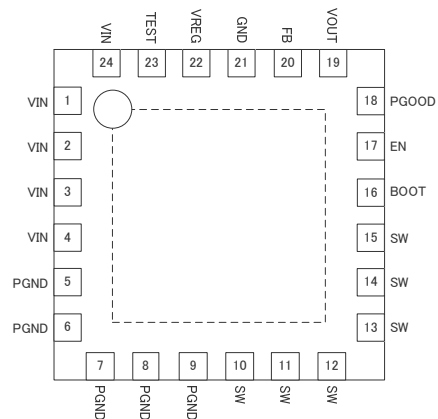 VIN TEST VREG GND FB VOUT
24 23 22 21 20 19
VIN 1 18 PGOOD
VIN 2 17 EN
VIN 3 16 BOOT
VIN 4 15 SW
PGND 5 14 SW
PGND 6 13 SW
7 8 9 10 11 12
PGND PGND PGND SW SW SW